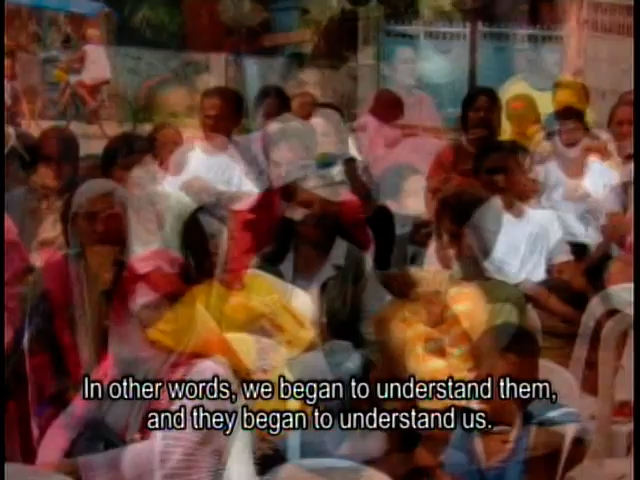 In other words, we began to understand them,
and they began to understand us.